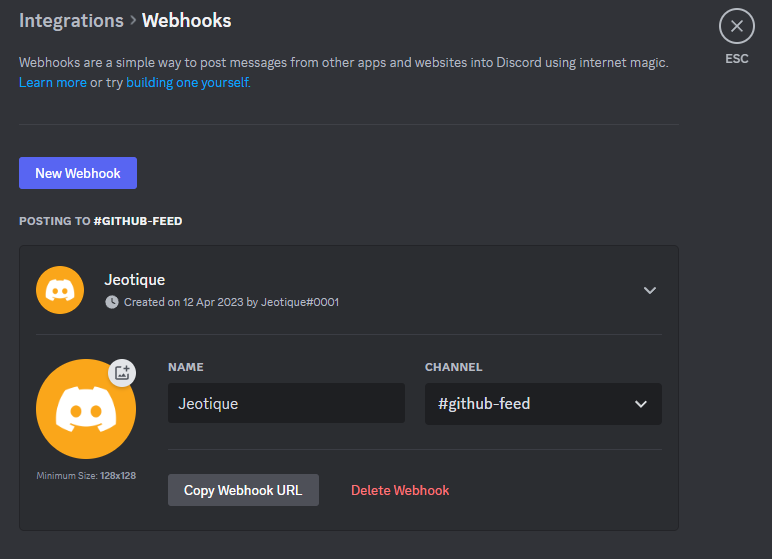 Integrations > Webhooks
ESC
Webhooks are a simple way to post messages from other apps and websites into Discord using internet magic.
Learn more or try building one yourself.
New Webhook
POSTING TO #GITHUB-FEED
Jeotique
Created on 12 Apr 2023 by Jeotique#0001
NAME
CHANNEL
Jeotique
#github-feed
Minimum Size: 128x128
Copy Webhook URL
Delete Webhook